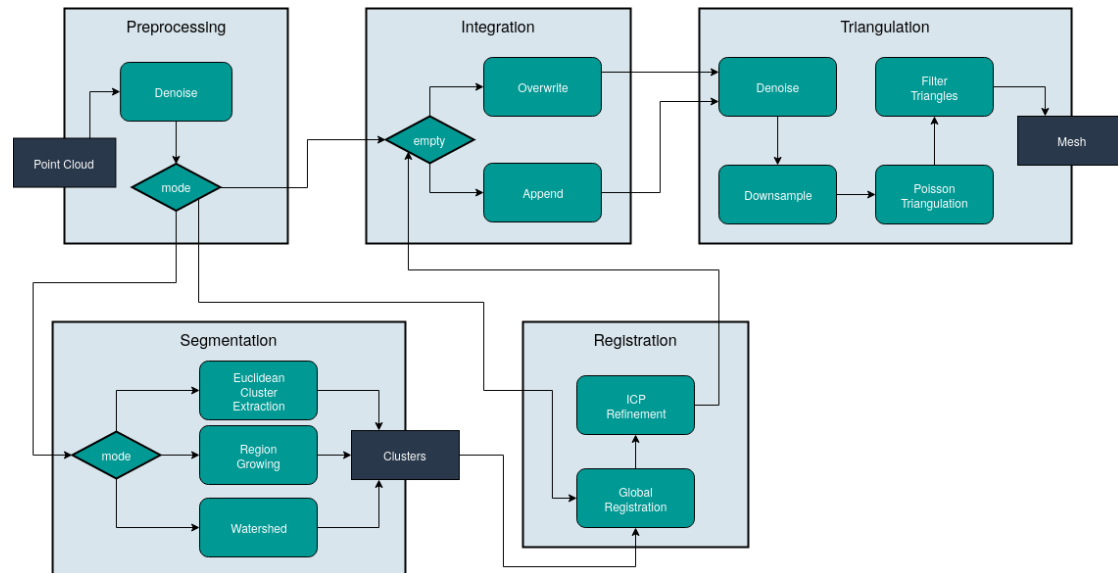 Preprocessing
Denoise
Point Cloud
mode
Integration
Overwrite
empty
Append
Triangulation
Denoise
Filter
Triangles
Mesh
Downsample
Poisson
Triangulation
Segmentation
Euclidean
Cluster
Extraction
mode
Region
Growing
Clusters
Watershed
Registration
ICP
Refinement
Global
Registration